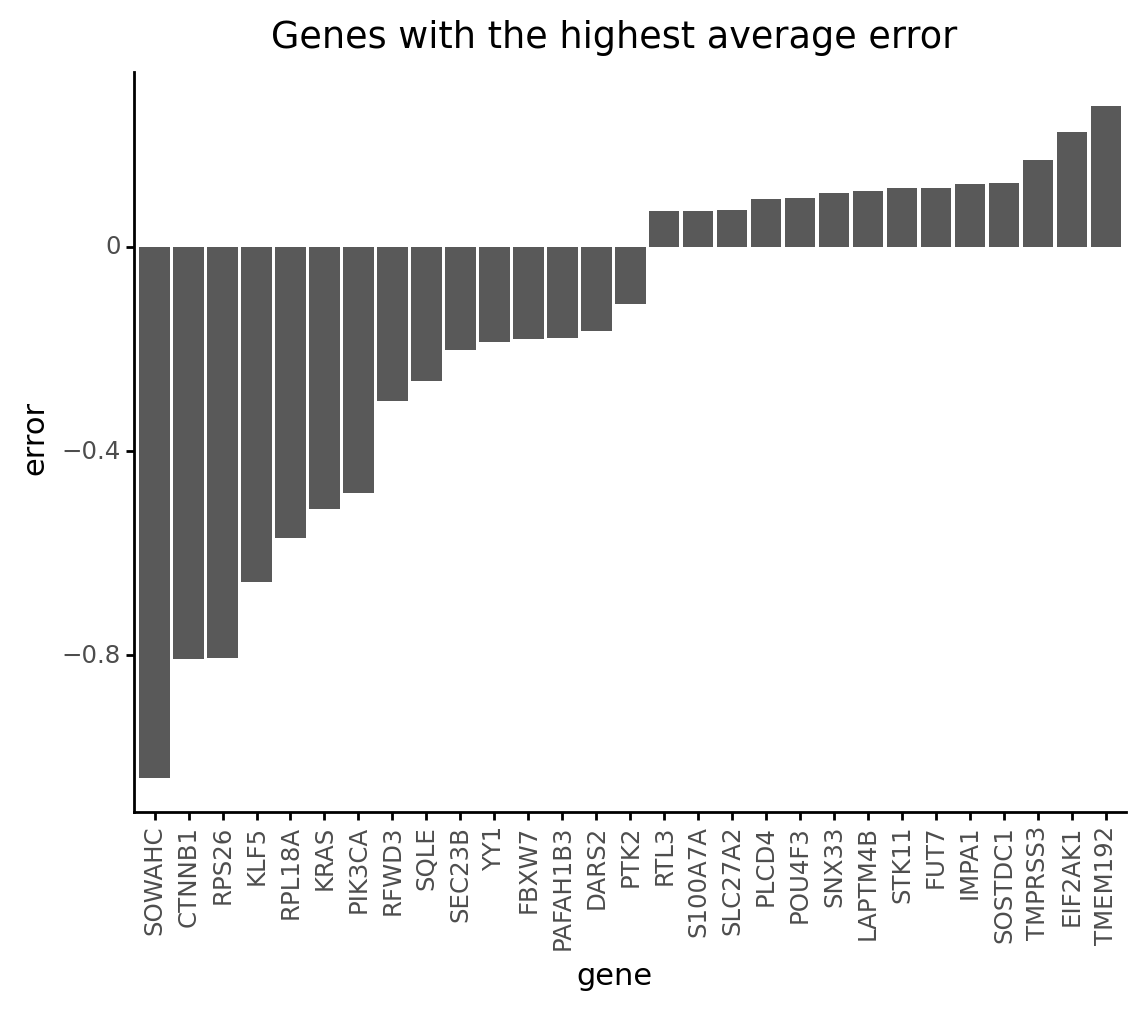 Genes with the highest average error
error
0
−0.4
−0.8
SOWAHC
CTNNB1
RPS26
KLF5
RPL18A
KRAS
PIK3CA
RFWD3
SQLE
SEC23B
YY1
FBXW7
PAFAH1B3
DARS2
PTK2
RTL3
S100A7A
SLC27A2
PLCD4
POU4F3
SNX33
LAPTM4B
STK11
FUT7
IMPA1
SOSTDC1
TMPRSS3
EIF2AK1
TMEM192
gene